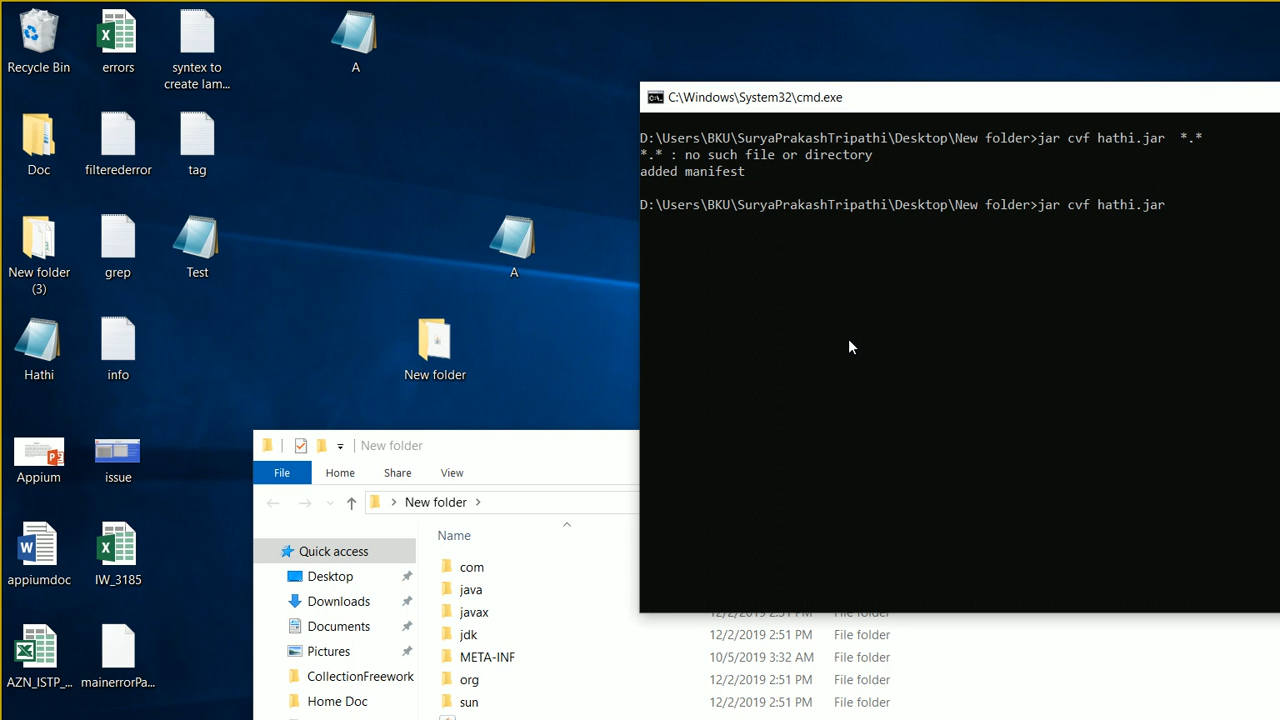 Recycle Bin
errors
syntex to
create lam...
A
Doc
filterederror
tag
New folder
(3)
grep
Test
A
Hathi
info
New folder
Appium
issue
appiumdoc
IW_3185
AZN_ISTP_...
mainerrorPa...
C:\Windows\System32\cmd.exe
D:\Users\BKU\SuryaPrakashTripathi\Desktop\New folder>jar cvf hathi.jar  *.*
*.* : no such file or directory
added manifest
D:\Users\BKU\SuryaPrakashTripathi\Desktop\New folder>jar cvf hathi.jar
New folder
File Home Share View
New folder
Name
Quick access
Desktop
Downloads
Documents
Pictures
CollectionFreework
Home Doc
com
java
javax 12/2/2019 2:51 PM File folder
jdk 12/2/2019 2:51 PM File folder
META-INF 10/5/2019 3:32 AM File folder
org 12/2/2019 2:51 PM File folder
sun 12/2/2019 2:51 PM File folder